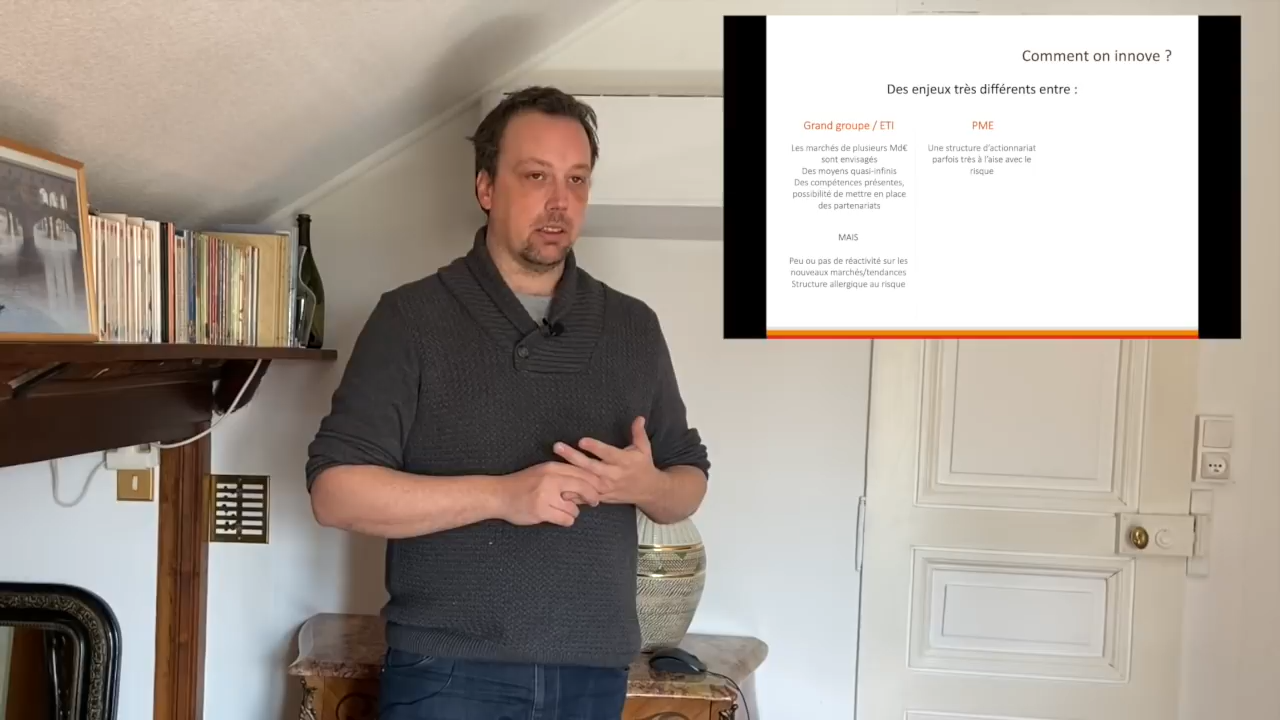 Comment on innove ?
Des enjeux très différents entre :
Grand groupe / ETI
Les marchés de plusieurs Md€
sont envisagés
Des moyens quasi-infinis
Des compétences présentes,
possibilité de mettre en place
des partenariats
MAIS
Peu ou pas de réactivité sur les
nouveaux marchés/tendances
Structure allergique au risque
PME
Une structure d'actionnariat
parfois très à l'aise avec le
risque